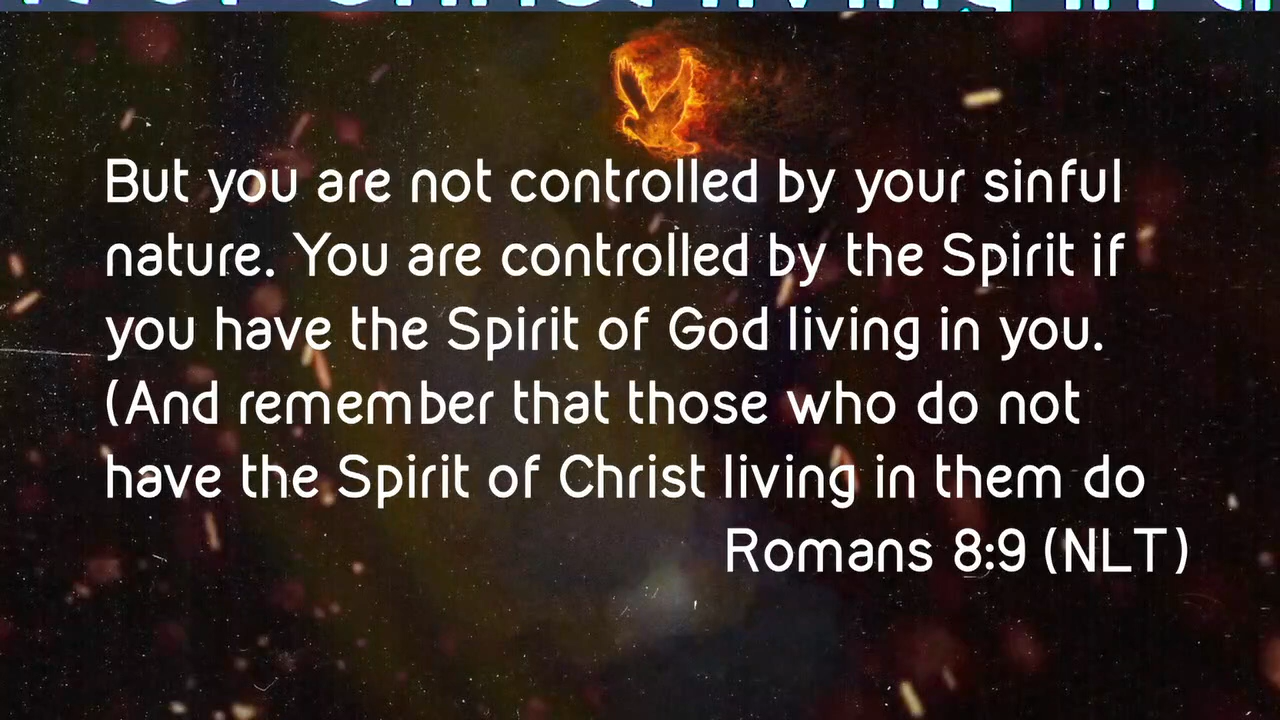 But you are not controlled by your sinful
nature. You are controlled by the Spirit if
you have the Spirit of God living in you.
(And remember that those who do not
have the Spirit of Christ living in them do
Romans 8:9 (NLT)